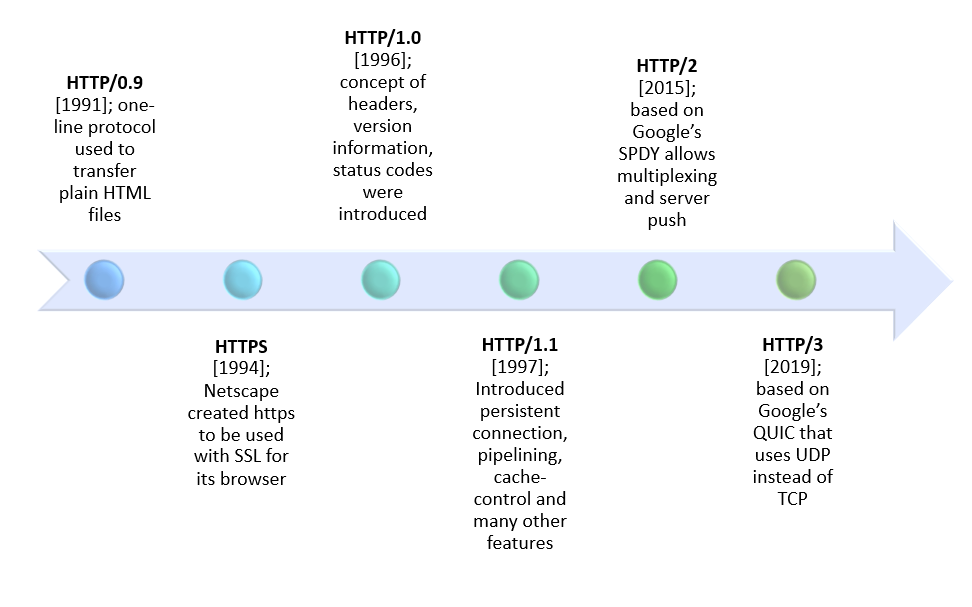 HTTP/0.9
[1991]; one-
line protocol
used to
transfer
plain HTML
files
HTTPS
[1994];
Netscape
created https
to be used
with SSL for
its browser
HTTP/1.0
[1996];
concept of
headers,
version
information,
status codes
were
introduced
HTTP/1.1
[1997];
Introduced
persistent
connection,
pipelining,
cache-
control and
many other
features
HTTP/2
[2015];
based on
Google’s
SPDY allows
multiplexing
and server
push
HTTP/3
[2019];
based on
Google’s
QUIC that
uses UDP
instead of
TCP